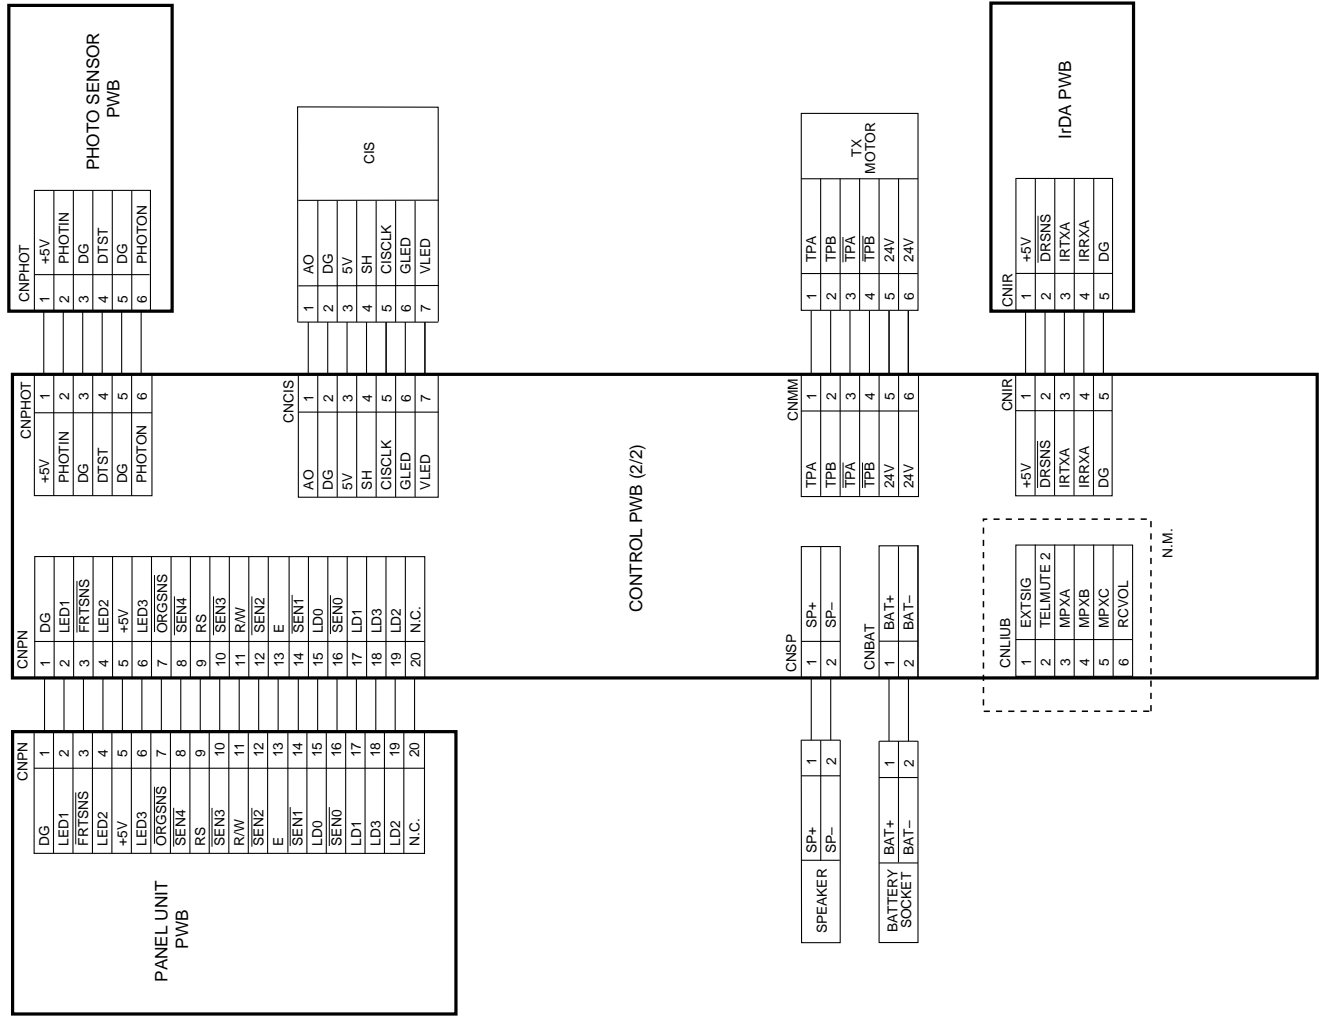 PHOTO SENSOR
PWB
CNPHOT
1 +5V
2 PHOTIN
3 DG
4 DTST
5 DG
6 PHOTON
CIS
1 AO
2 DG
3 5V
4 SH
5 CISCLK
6 GLED
7 VLED
TX
MOTOR
1 TPA
2 TPB
3 TPA
4 TPB
5 24V
6 24V
IrDA PWB
CNIR
1 +5V
2 DRSNS
3 IRTXA
4 IRRXA
5 DG
CNPHOT
+5V 1
PHOTIN 2
DG 3
DTST 4
DG 5
PHOTON 6
CNCIS
AO 1
DG 2
5V 3
SH 4
CISCLK 5
GLED 6
VLED 7
CNMM
TPA 1
TPB 2
TPA 3
TPB 4
24V 5
24V 6
CNIR
+5V 1
DRSNS 2
IRTXA 3
IRRXA 4
DG 5
CONTROL PWB (2/2)
CNPN
1 DG
2 LED1
3 FRTSNS
4 LED2
5 +5V
6 LED3
7 ORGSNS
8 SEN4
9 RS
10 SEN3
11 R/W
12 SEN2
13 E
14 SEN1
15 LD0
16 SEN0
17 LD1
18 LD3
19 LD2
20 N.C.
CNSP
1 SP+
2 SP–
CNBAT
1 BAT+
2 BAT–
CNLIUB
1 EXTSIG
2 TELMUTE 2
3 MPXA
4 MPXB
5 MPXC
6 RCVOL
N.M.
CNPN
DG 1
LED1 2
FRTSNS 3
LED2 4
+5V 5
LED3 6
ORGSNS 7
SEN4 8
RS 9
SEN3 10
R/W 11
SEN2 12
E 13
SEN1 14
LD0 15
SEN0 16
LD1 17
LD3 18
LD2 19
N.C. 20
PANEL UNIT
PWB
SP+ 1
SP– 2
SPEAKER
BAT+ 1
BAT– 2
BATTERY
SOCKET